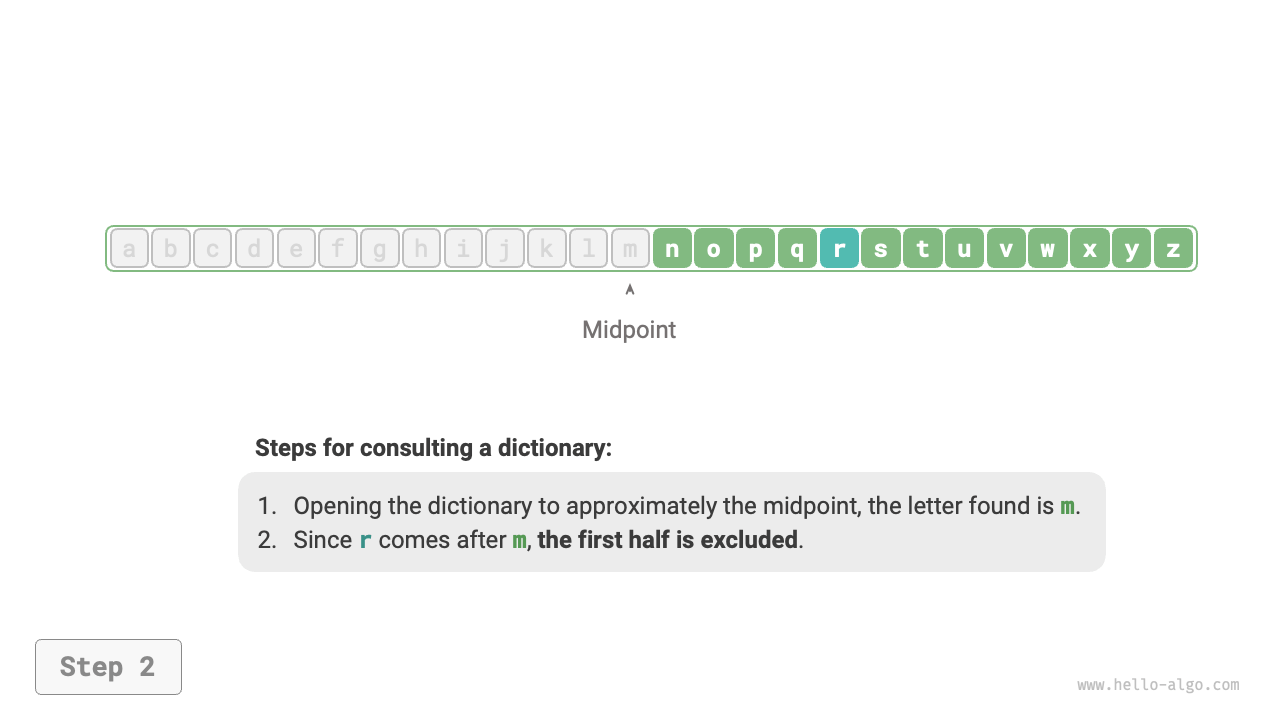 a b c d e f g h i j k l m n o p q r s t u v w x y z
Midpoint
Steps for consulting a dictionary:
1. Opening the dictionary to approximately the midpoint, the letter found is m.
2. Since r comes after m, the first half is excluded.
Step 2
www.hello-algo.com